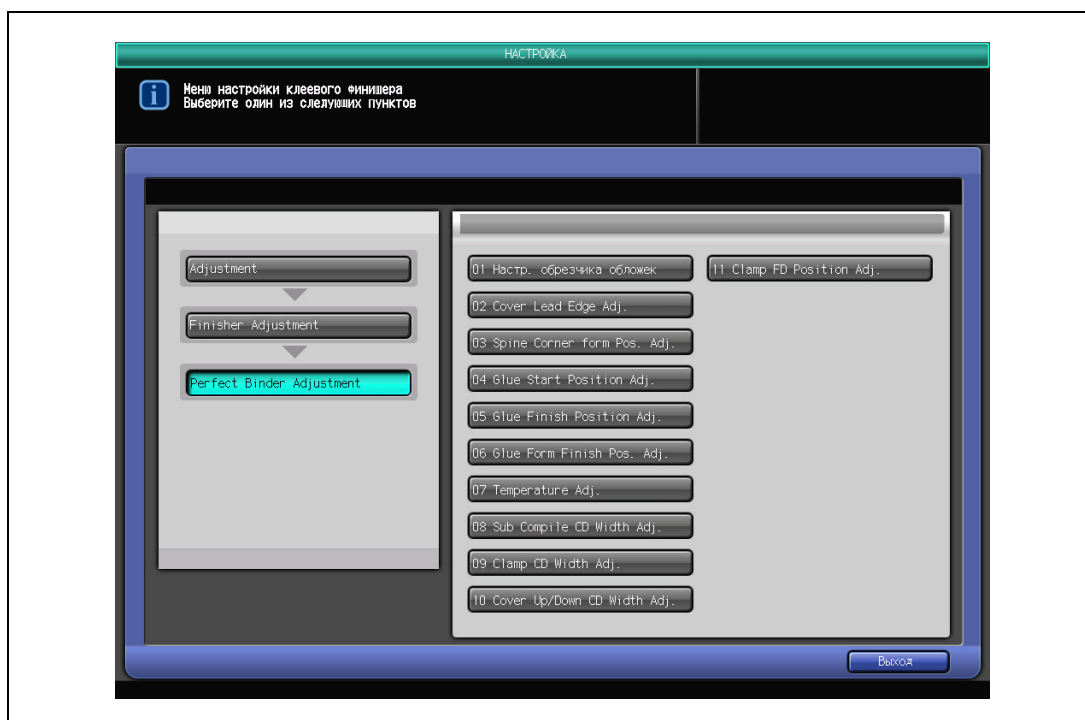 НАСТРОЙКА
Меню настройки клеевого финишера
Выберите один из следующих пунктов
Adjustment
Finisher Adjustment
Perfect Binder Adjustment
01 Настр. обрезчика обложек
02 Cover Lead Edge Adj.
03 Spine Corner form Pos. Adj.
04 Glue Start Position Adj.
05 Glue Finish Position Adj.
06 Glue Form Finish Pos. Adj.
07 Temperature Adj.
08 Sub Compile CD Width Adj.
09 Clamp CD Width Adj.
10 Cover Up/Down CD Width Adj.
11 Clamp FD Position Adj.
Выход